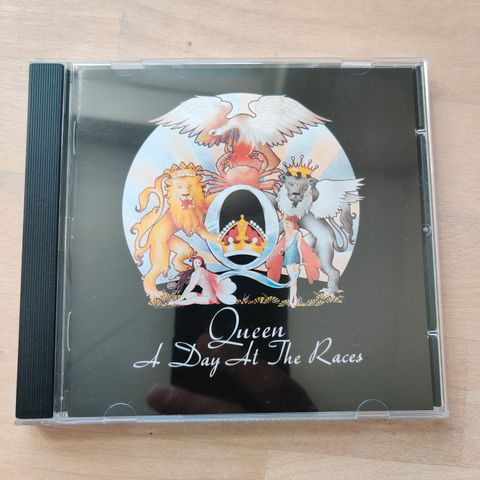 Queen
A Day At The Races